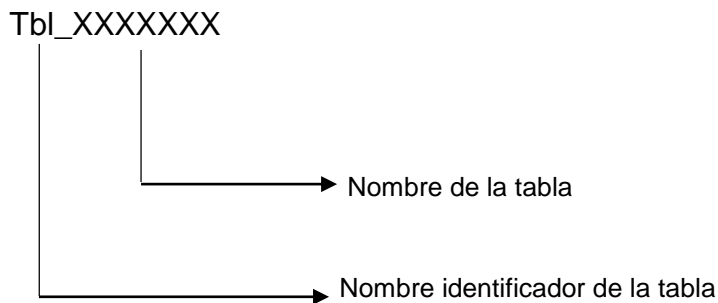 Tbl_XXXXXXX
Nombre de la tabla
Nombre identificador de la tabla